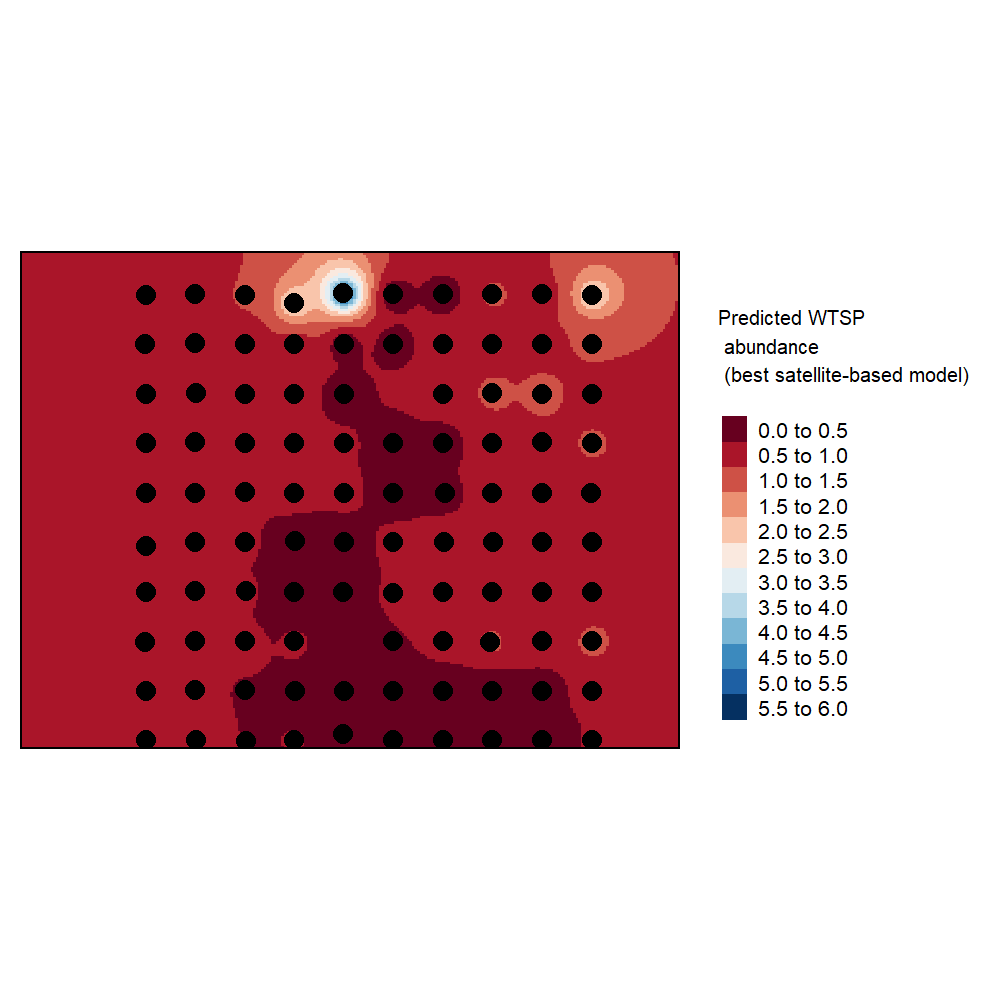 Predicted WTSP
abundance
(best satellite-based model)
0.0 to 0.5
0.5 to 1.0
1.0 to 1.5
1.5 to 2.0
2.0 to 2.5
2.5 to 3.0
3.0 to 3.5
3.5 to 4.0
4.0 to 4.5
4.5 to 5.0
5.0 to 5.5
5.5 to 6.0